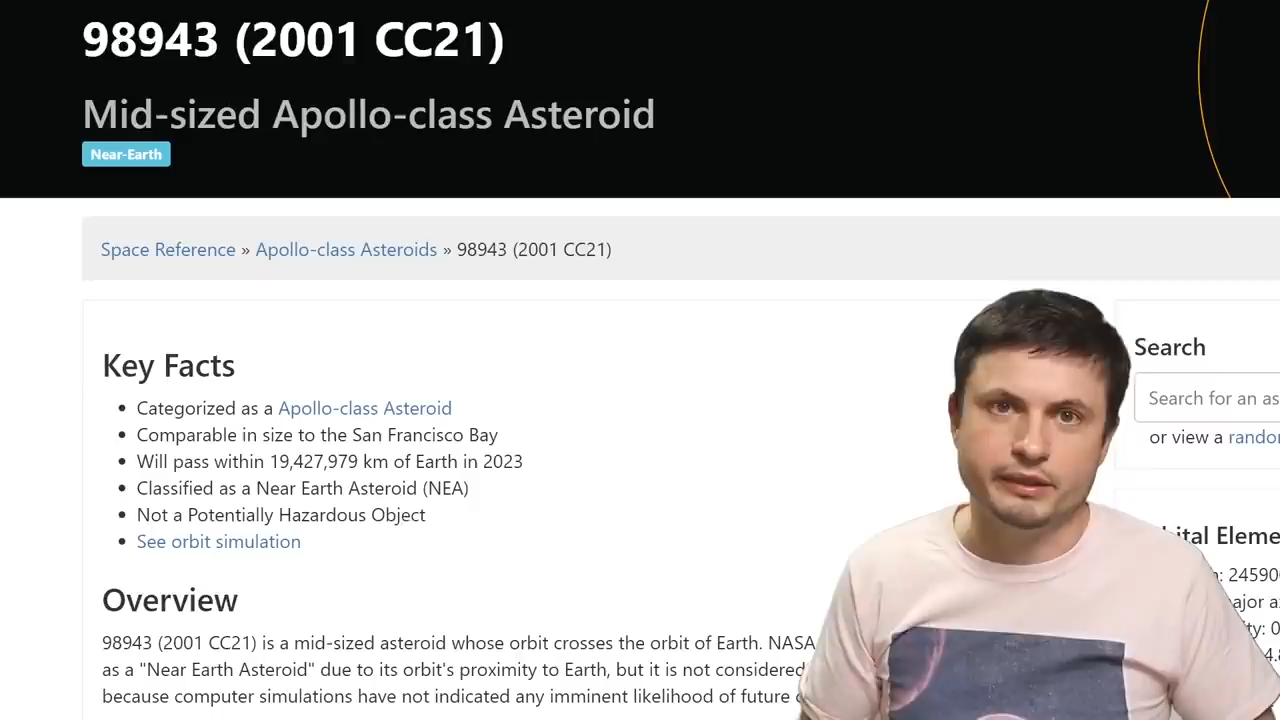 98943 (2001 CC21)
Mid-sized Apollo-class Asteroid
Near-Earth
Space Reference » Apollo-class Asteroids » 98943 (2001 CC21)
Key Facts
Categorized as a Apollo-class Asteroid
Comparable in size to the San Francisco Bay
Will pass within 19,427,979 km of Earth in 2023
Classified as a Near Earth Asteroid (NEA)
Not a Potentially Hazardous Object
See orbit simulation
Overview
98943 (2001 CC21) is a mid-sized asteroid whose orbit crosses the orbit of Earth. NASA
as a "Near Earth Asteroid" due to its orbit's proximity to Earth, but it is not considered
because computer simulations have not indicated any imminent likelihood of future
Search
Search for an as
or view a rando